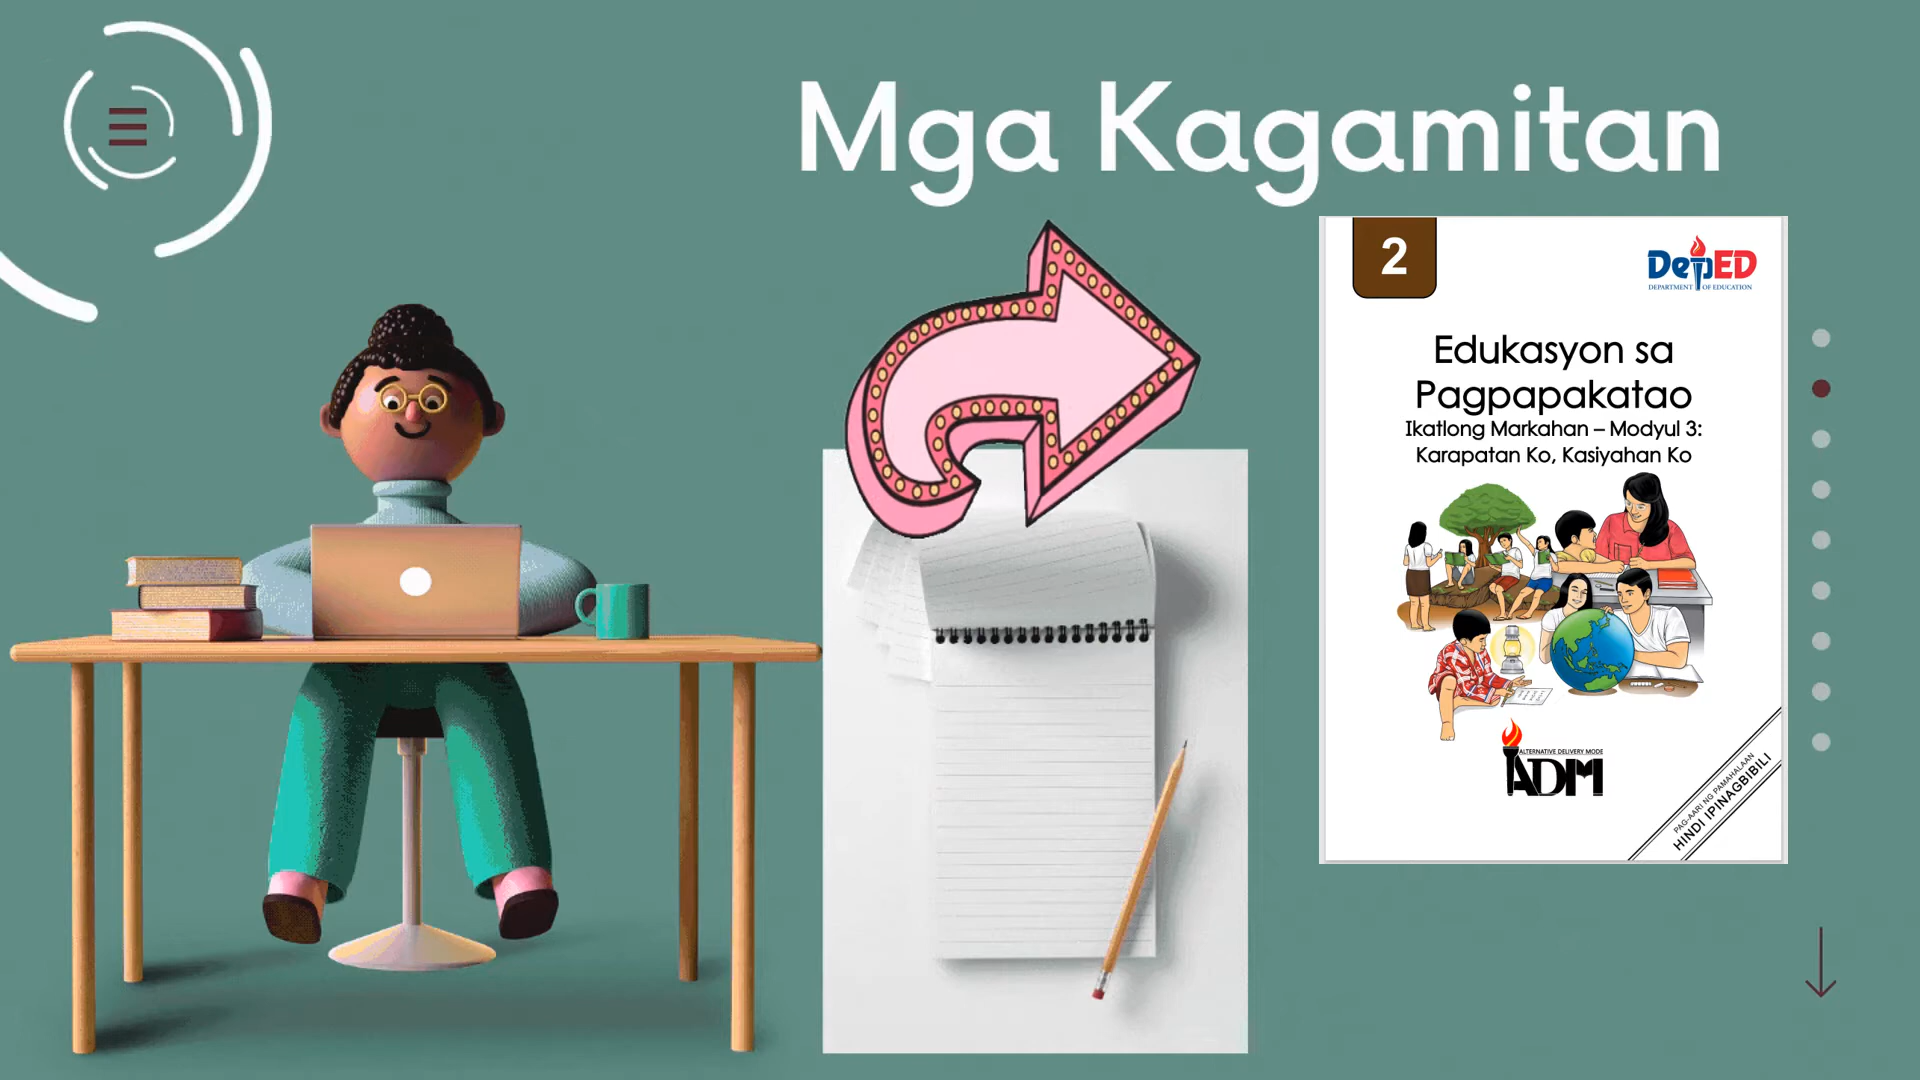 Mga Kagamitan
2
DepED
DEPARTMENT OF EDUCATION
Edukasyon sa
Pagpapakatao
Ikatlong Markahan – Modyul 3:
Karapatan Ko, Kasiyahan Ko
ALTERNATIVE DELIVERY MODE
ADM
PAG-AARI NG PAMAHALAAN
HINDI IPINAGBIBILI